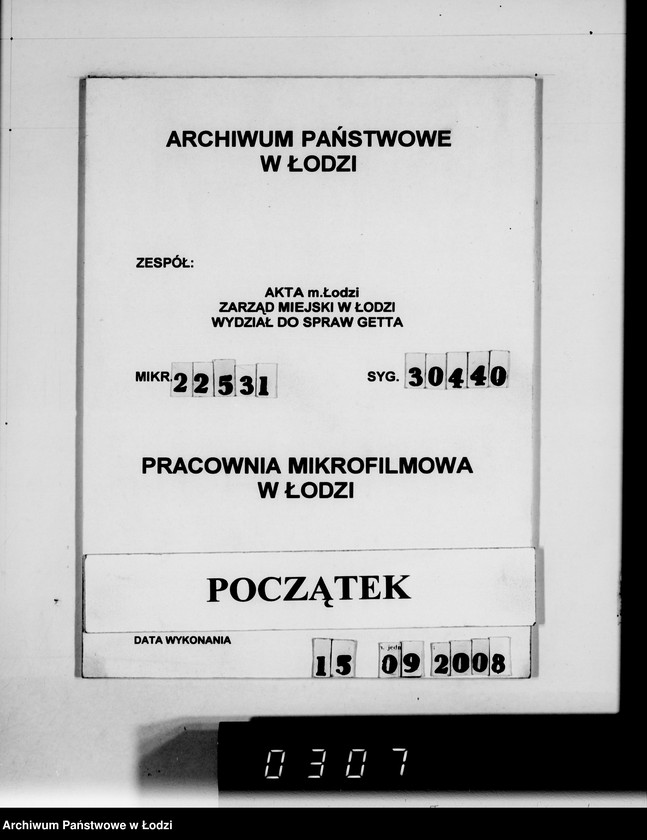 ARCHIWUM PAŃSTWOWE
W ŁODZI
ZESPÓŁ:
AKTA m.Łodzi
ZARZĄD MIEJSKI W ŁODZI
WYDZIAŁ DO SPRAW GETTA
MIKR. 22531 SYG. 30440
PRACOWNIA MIKROFILMOWA
W ŁODZI
POCZĄTEK
DATA WYKONANIA
15 09 2008
0307
Archiwum Państwowe w Łodzi